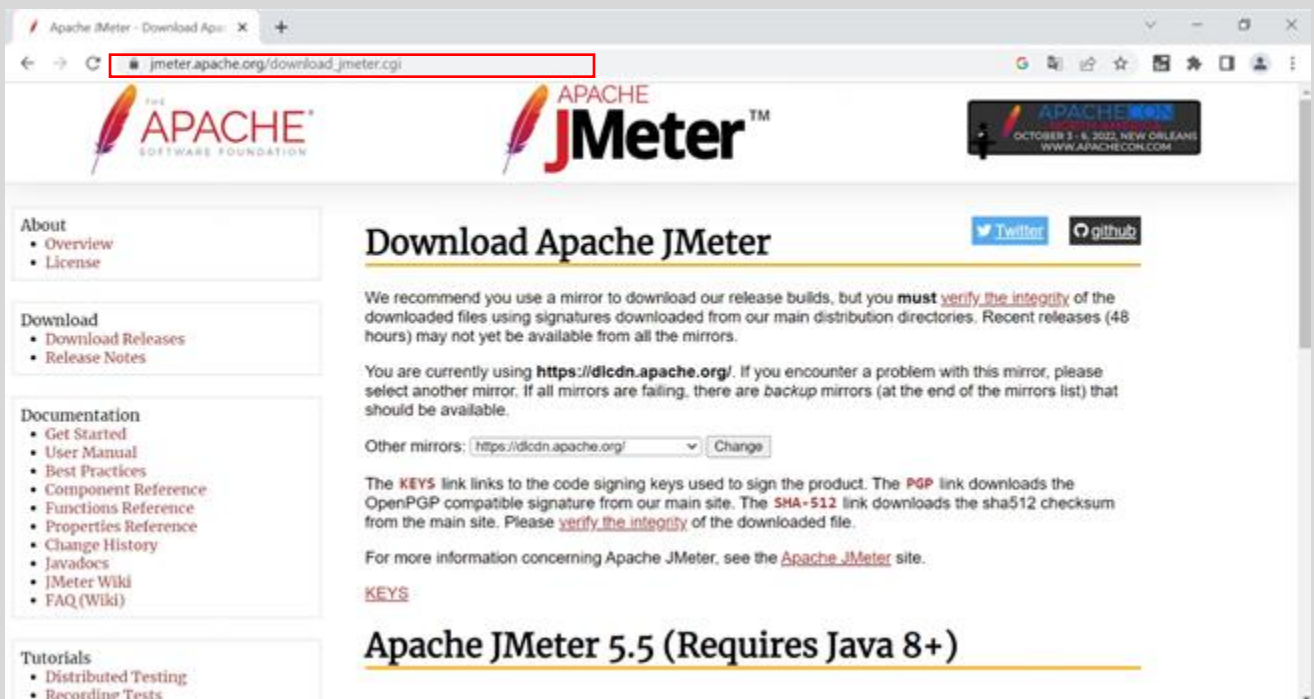 Apache JMeter - Download Apa
jmeter.apache.org/download_jmeter.cgi
THE
APACHE®
SOFTWARE FOUNDATION
APACHE
JMeter™
APACHECON
OCTOBER 3 - 6, 2022, NEW ORLEANS
WWW.APACHECON.COM
About
• Overview
• License
Download
• Download Releases
• Release Notes
Documentation
• Get Started
• User Manual
• Best Practices
• Component Reference
• Functions Reference
• Properties Reference
• Change History
• Javadocs
• JMeter Wiki
• FAQ (Wiki)
Tutorials
• Distributed Testing
• Recording Tests
Download Apache JMeter
Twitter
github
We recommend you use a mirror to download our release builds, but you must verify the integrity of the
downloaded files using signatures downloaded from our main distribution directories. Recent releases (48
hours) may not yet be available from all the mirrors.
You are currently using https://dlcdn.apache.org/. If you encounter a problem with this mirror, please
select another mirror. If all mirrors are failing, there are backup mirrors (at the end of the mirrors list) that
should be available.
Other mirrors: https://dlcdn.apache.org/ Change
The KEYS link links to the code signing keys used to sign the product. The PGP link downloads the
OpenPGP compatible signature from our main site. The SHA-512 link downloads the sha512 checksum
from the main site. Please verify the integrity of the downloaded file.
For more information concerning Apache JMeter, see the Apache JMeter site.
KEYS
Apache JMeter 5.5 (Requires Java 8+)